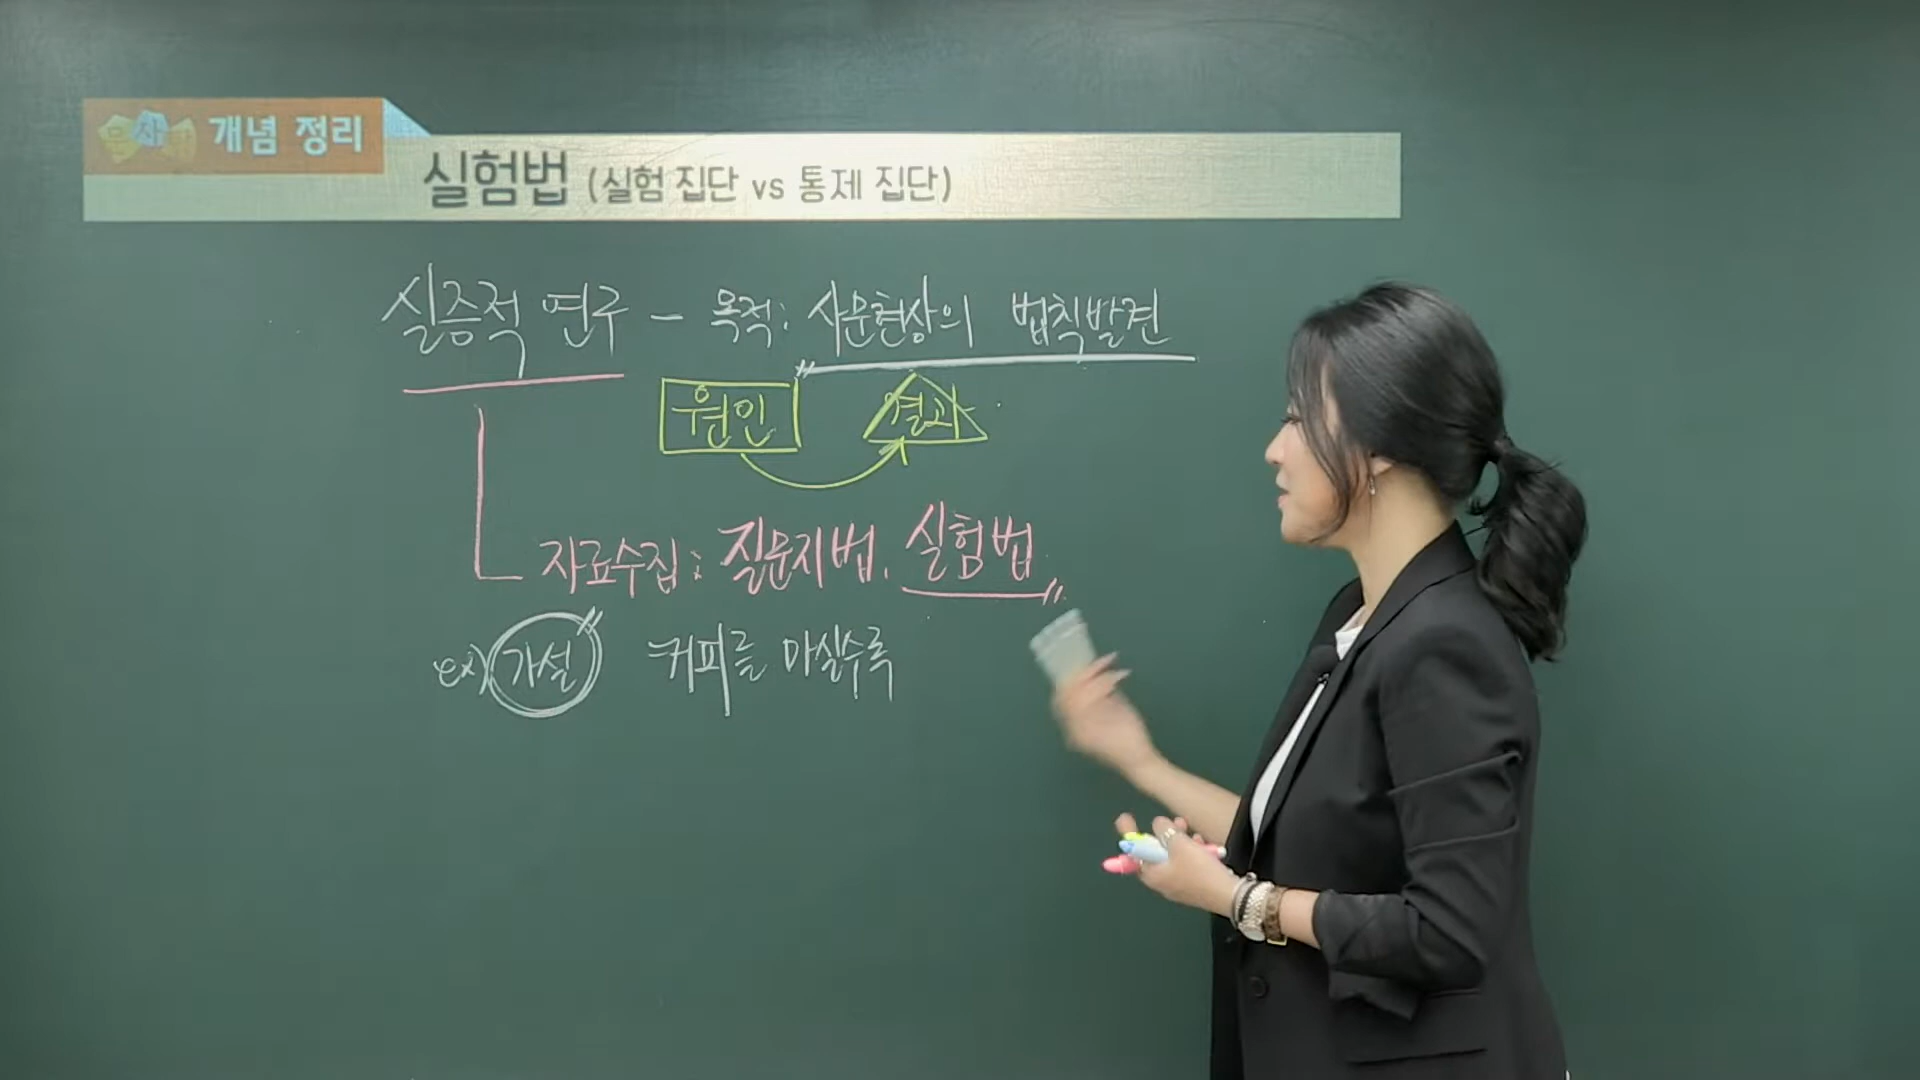 개념 정리
실험법 (실험 집단 vs 통제 집단)
실증적 연구 - 목적: 사문현상의 법칙발견
원인 결과
자료수집: 질문지법, 실험법
ex) 가설 커피를 마실수록